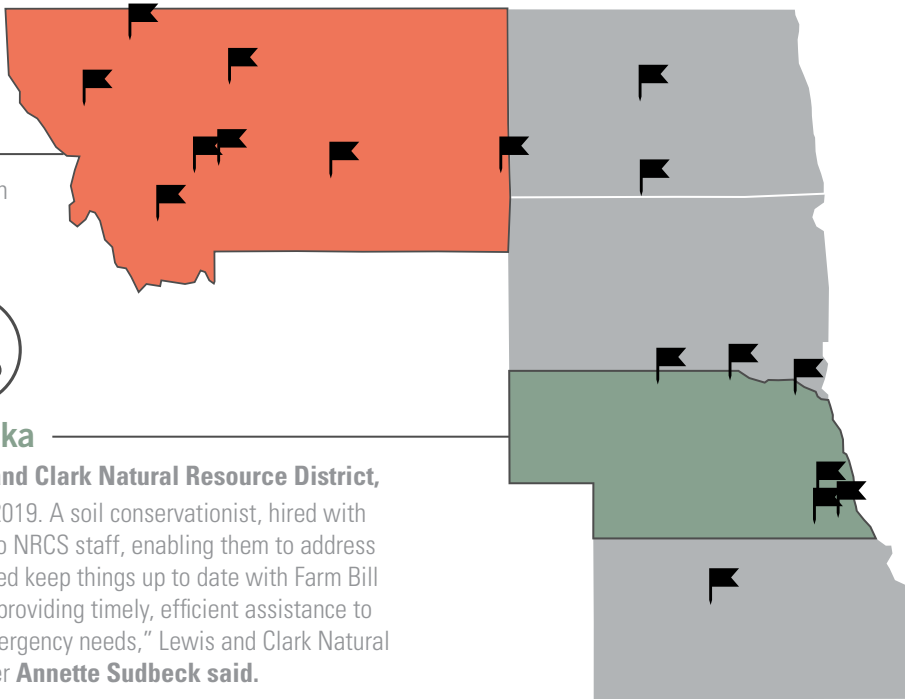 n
ka
and Clark Natural Resource District,
2019. A soil conservationist, hired with
o NRCS staff, enabling them to address
ed keep things up to date with Farm Bill
providing timely, efficient assistance to
ergency needs,” Lewis and Clark Natural
er Annette Sudbeck said.